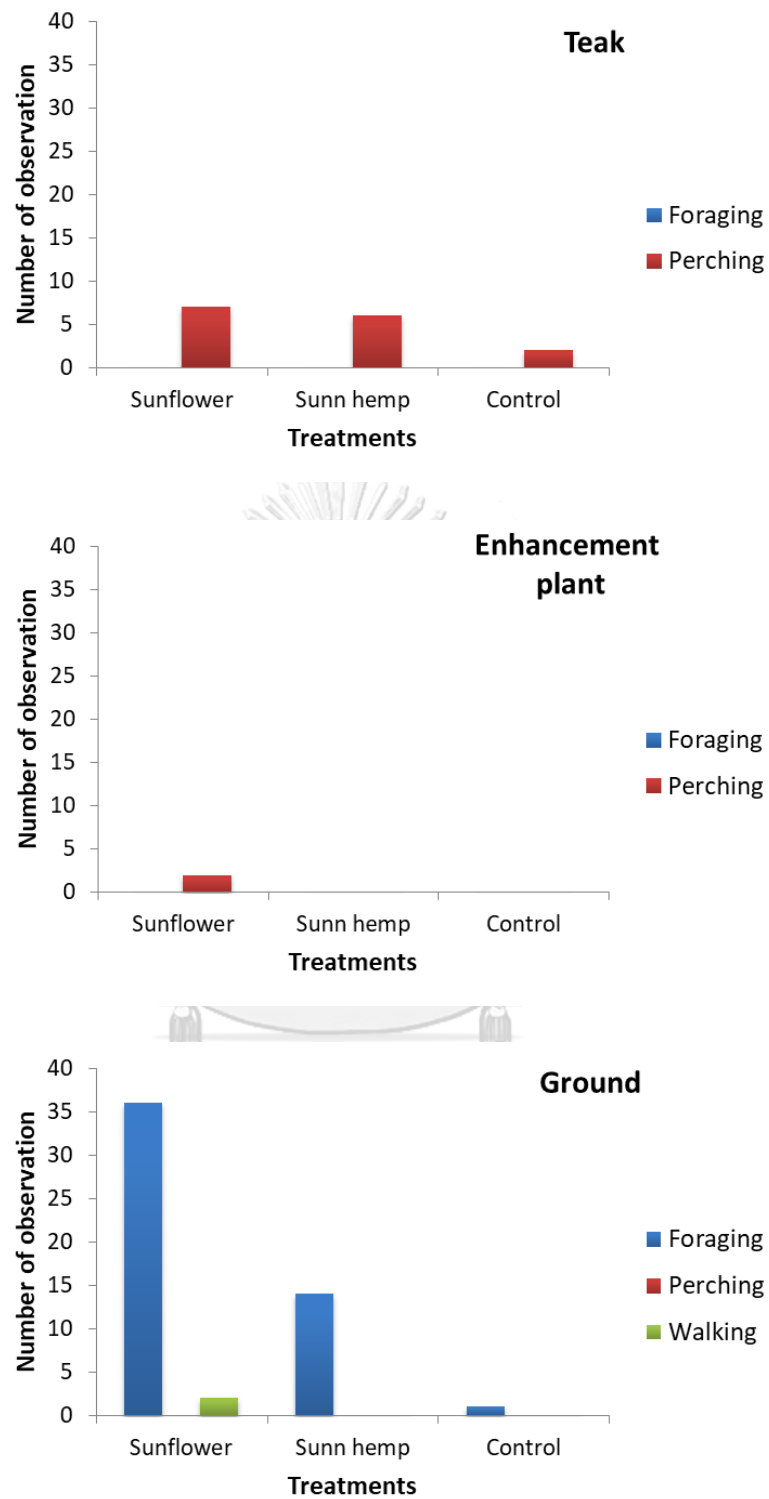 Teak
Number of observation
40
35
30
25
20
15
10
5
0
Foraging
Perching
Sunflower Sunn hemp Control
Treatments
Enhancement
plant
Number of observation
40
35
30
25
20
15
10
5
0
Foraging
Perching
Sunflower Sunn hemp Control
Treatments
Ground
Number of observation
40
35
30
25
20
15
10
5
0
Foraging
Perching
Walking
Sunflower Sunn hemp Control
Treatments